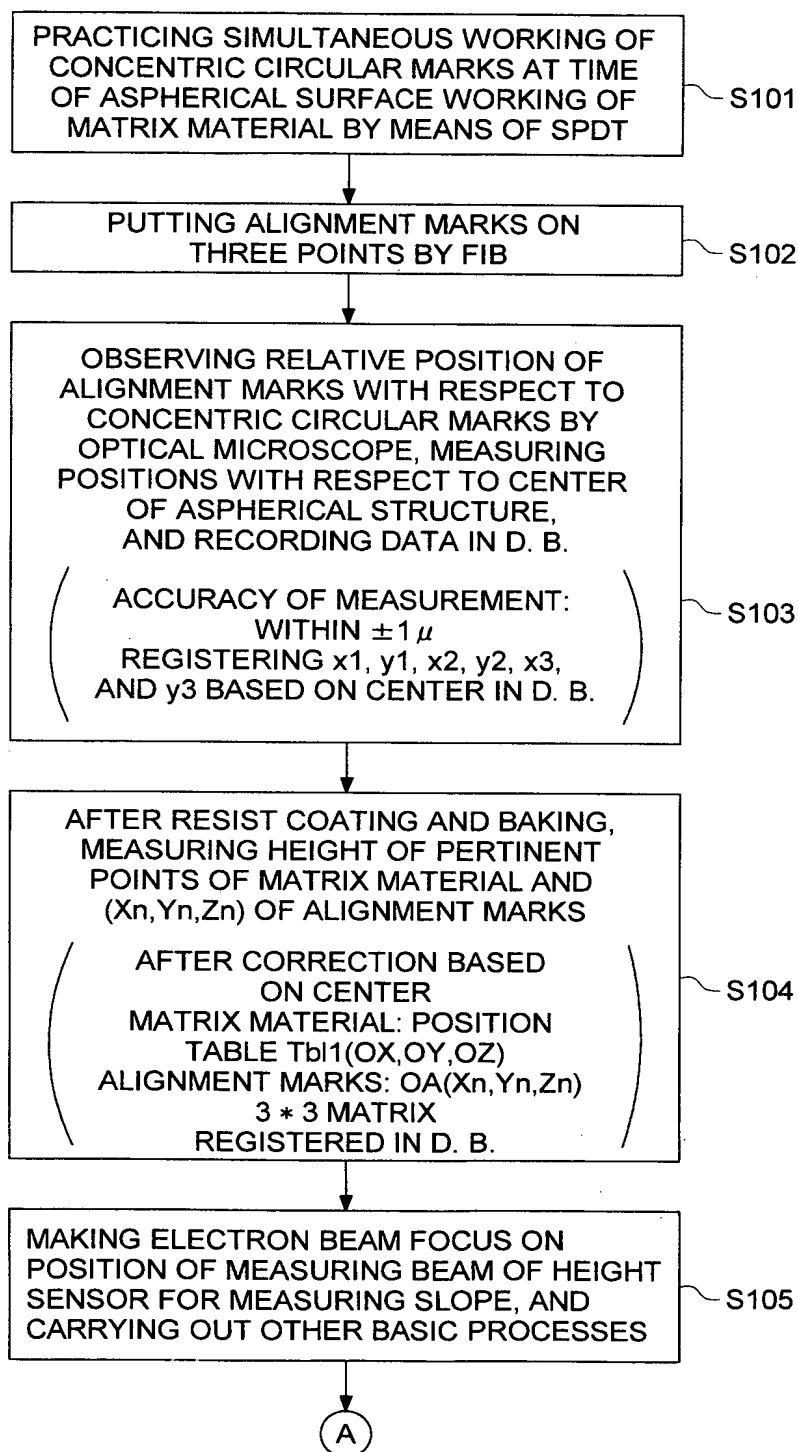 PRACTICING SIMULTANEOUS WORKING OF
CONCENTRIC CIRCULAR MARKS AT TIME
OF ASPHERICAL SURFACE WORKING OF
MATRIX MATERIAL BY MEANS OF SPDT
S101
PUTTING ALIGNMENT MARKS ON
THREE POINTS BY FIB
S102
OBSERVING RELATIVE POSITION OF
ALIGNMENT MARKS WITH RESPECT TO
CONCENTRIC CIRCULAR MARKS BY
OPTICAL MICROSCOPE, MEASURING
POSITIONS WITH RESPECT TO CENTER
OF ASPHERICAL STRUCTURE,
AND RECORDING DATA IN D. B.
ACCURACY OF MEASUREMENT:
WITHIN ±1 μ
REGISTERING x1, y1, x2, y2, x3,
AND y3 BASED ON CENTER IN D. B.
S103
AFTER RESIST COATING AND BAKING,
MEASURING HEIGHT OF PERTINENT
POINTS OF MATRIX MATERIAL AND
(Xn,Yn,Zn) OF ALIGNMENT MARKS
AFTER CORRECTION BASED
ON CENTER
MATRIX MATERIAL: POSITION
TABLE Tbl1(OX,OY,OZ)
ALIGNMENT MARKS: OA(Xn,Yn,Zn)
3 * 3 MATRIX
REGISTERED IN D. B.
S104
MAKING ELECTRON BEAM FOCUS ON
POSITION OF MEASURING BEAM OF HEIGHT
SENSOR FOR MEASURING SLOPE, AND
CARRYING OUT OTHER BASIC PROCESSES
S105
A